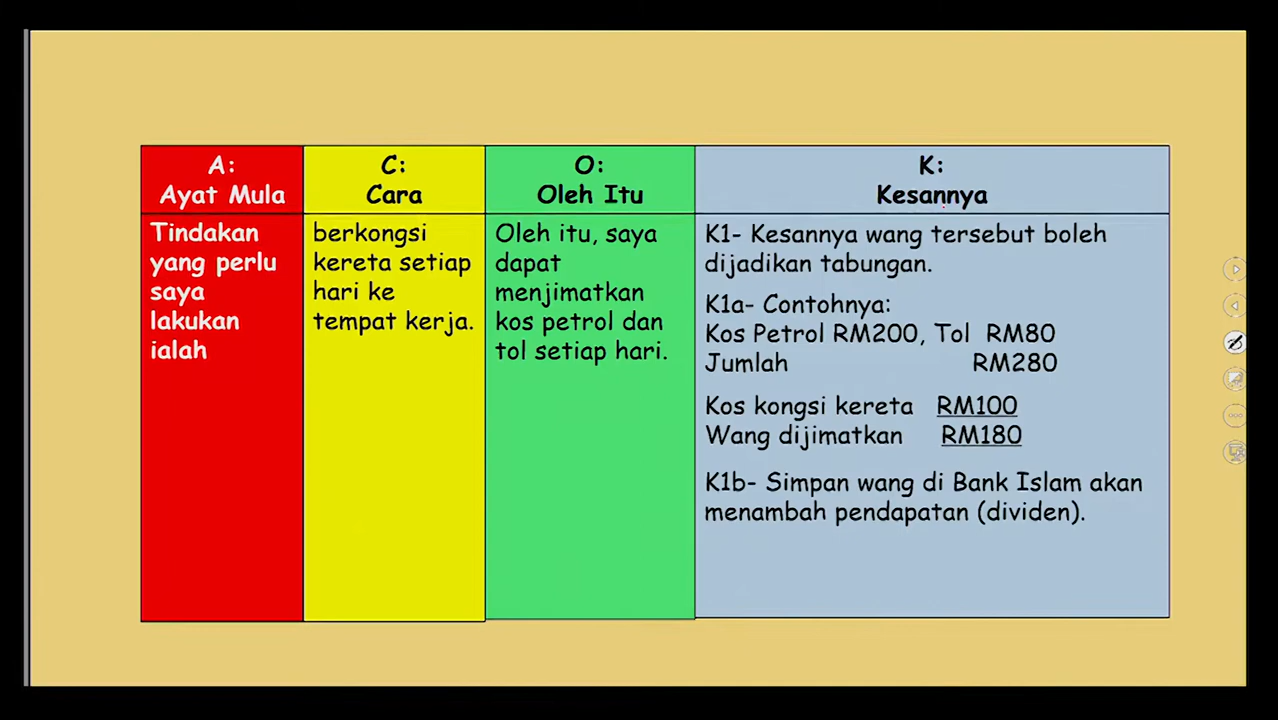 A:
Ayat Mula
Tindakan
yang perlu
saya
lakukan
ialah
C:
Cara
berkongsi
kereta setiap
hari ke
tempat kerja.
O:
Oleh Itu
Oleh itu, saya
dapat
menjimatkan
kos petrol dan
tol setiap hari.
K:
Kesannya
K1- Kesannya wang tersebut boleh
dijadikan tabungan.
K1a- Contohnya:
Kos Petrol RM200, Tol RM80
Jumlah RM280
Kos kongsi kereta RM100
Wang dijimatkan RM180
K1b- Simpan wang di Bank Islam akan
menambah pendapatan (dividen).